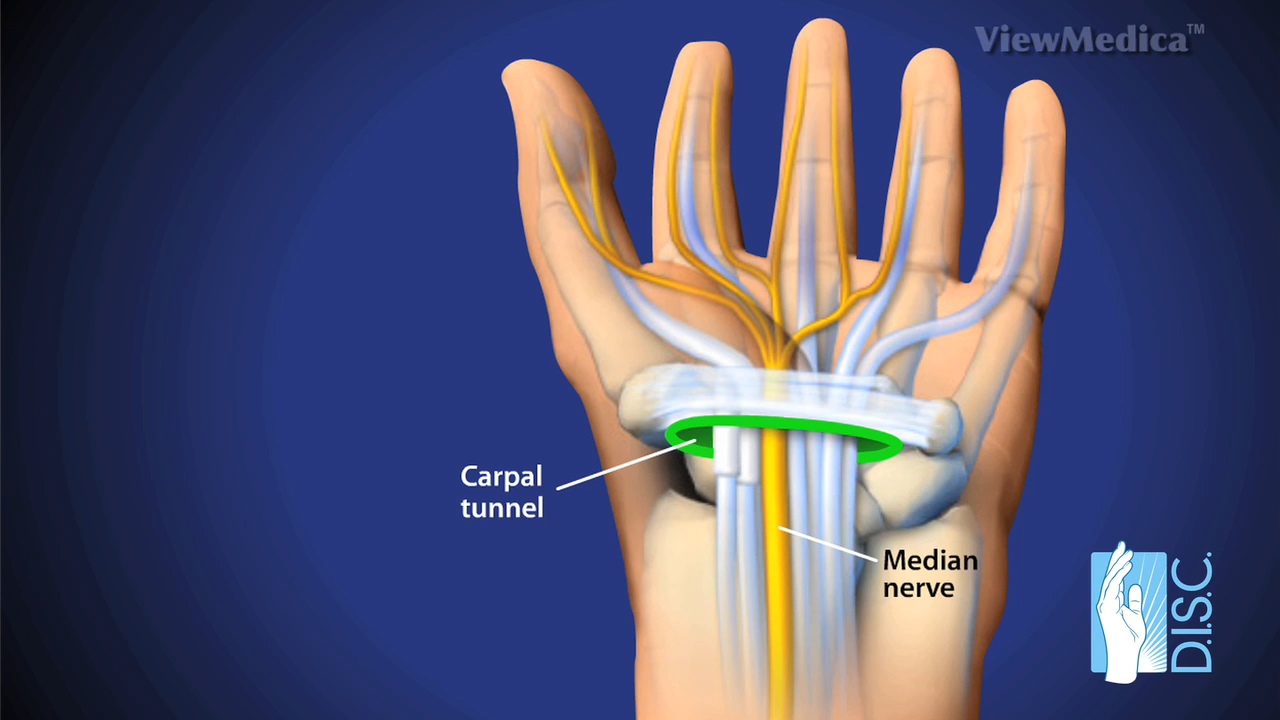 ViewMedica™
Carpal
tunnel
Median
nerve
D.I.S.C.